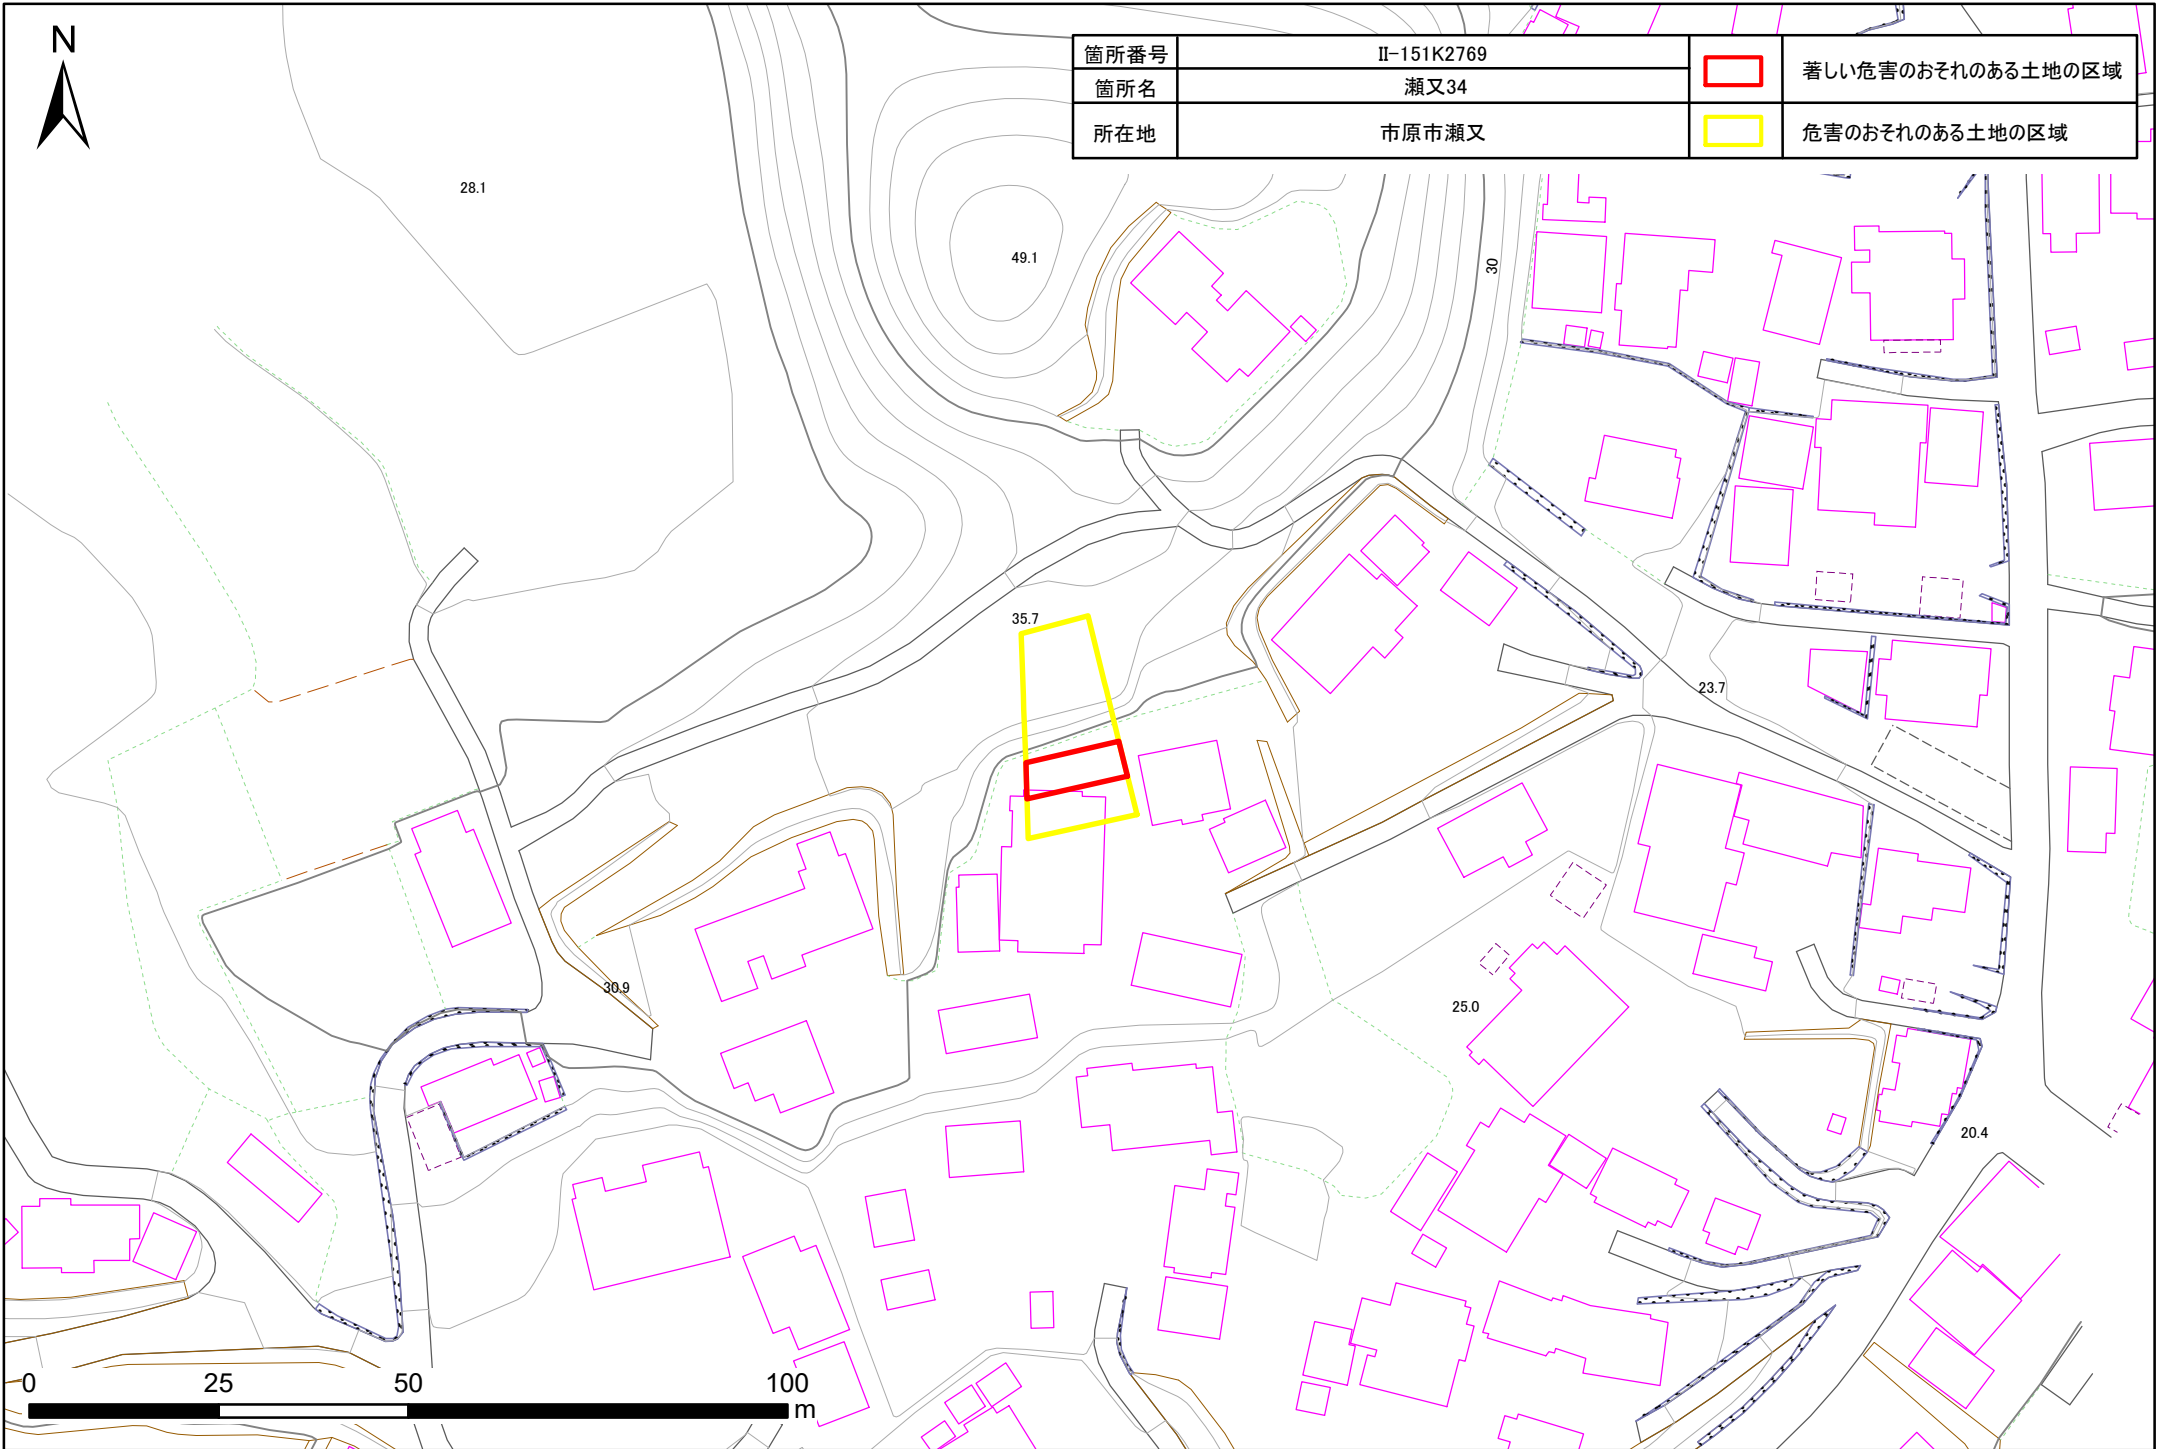 N
箇所番号 II-151K2769
著しい危害のおそれのある土地の区域
箇所名 瀬又34
所在地 市原市瀬又
危害のおそれのある土地の区域
28.1
49.1
30
35.7
23.7
30.9
25.0
20.4
0 25 50 100
m